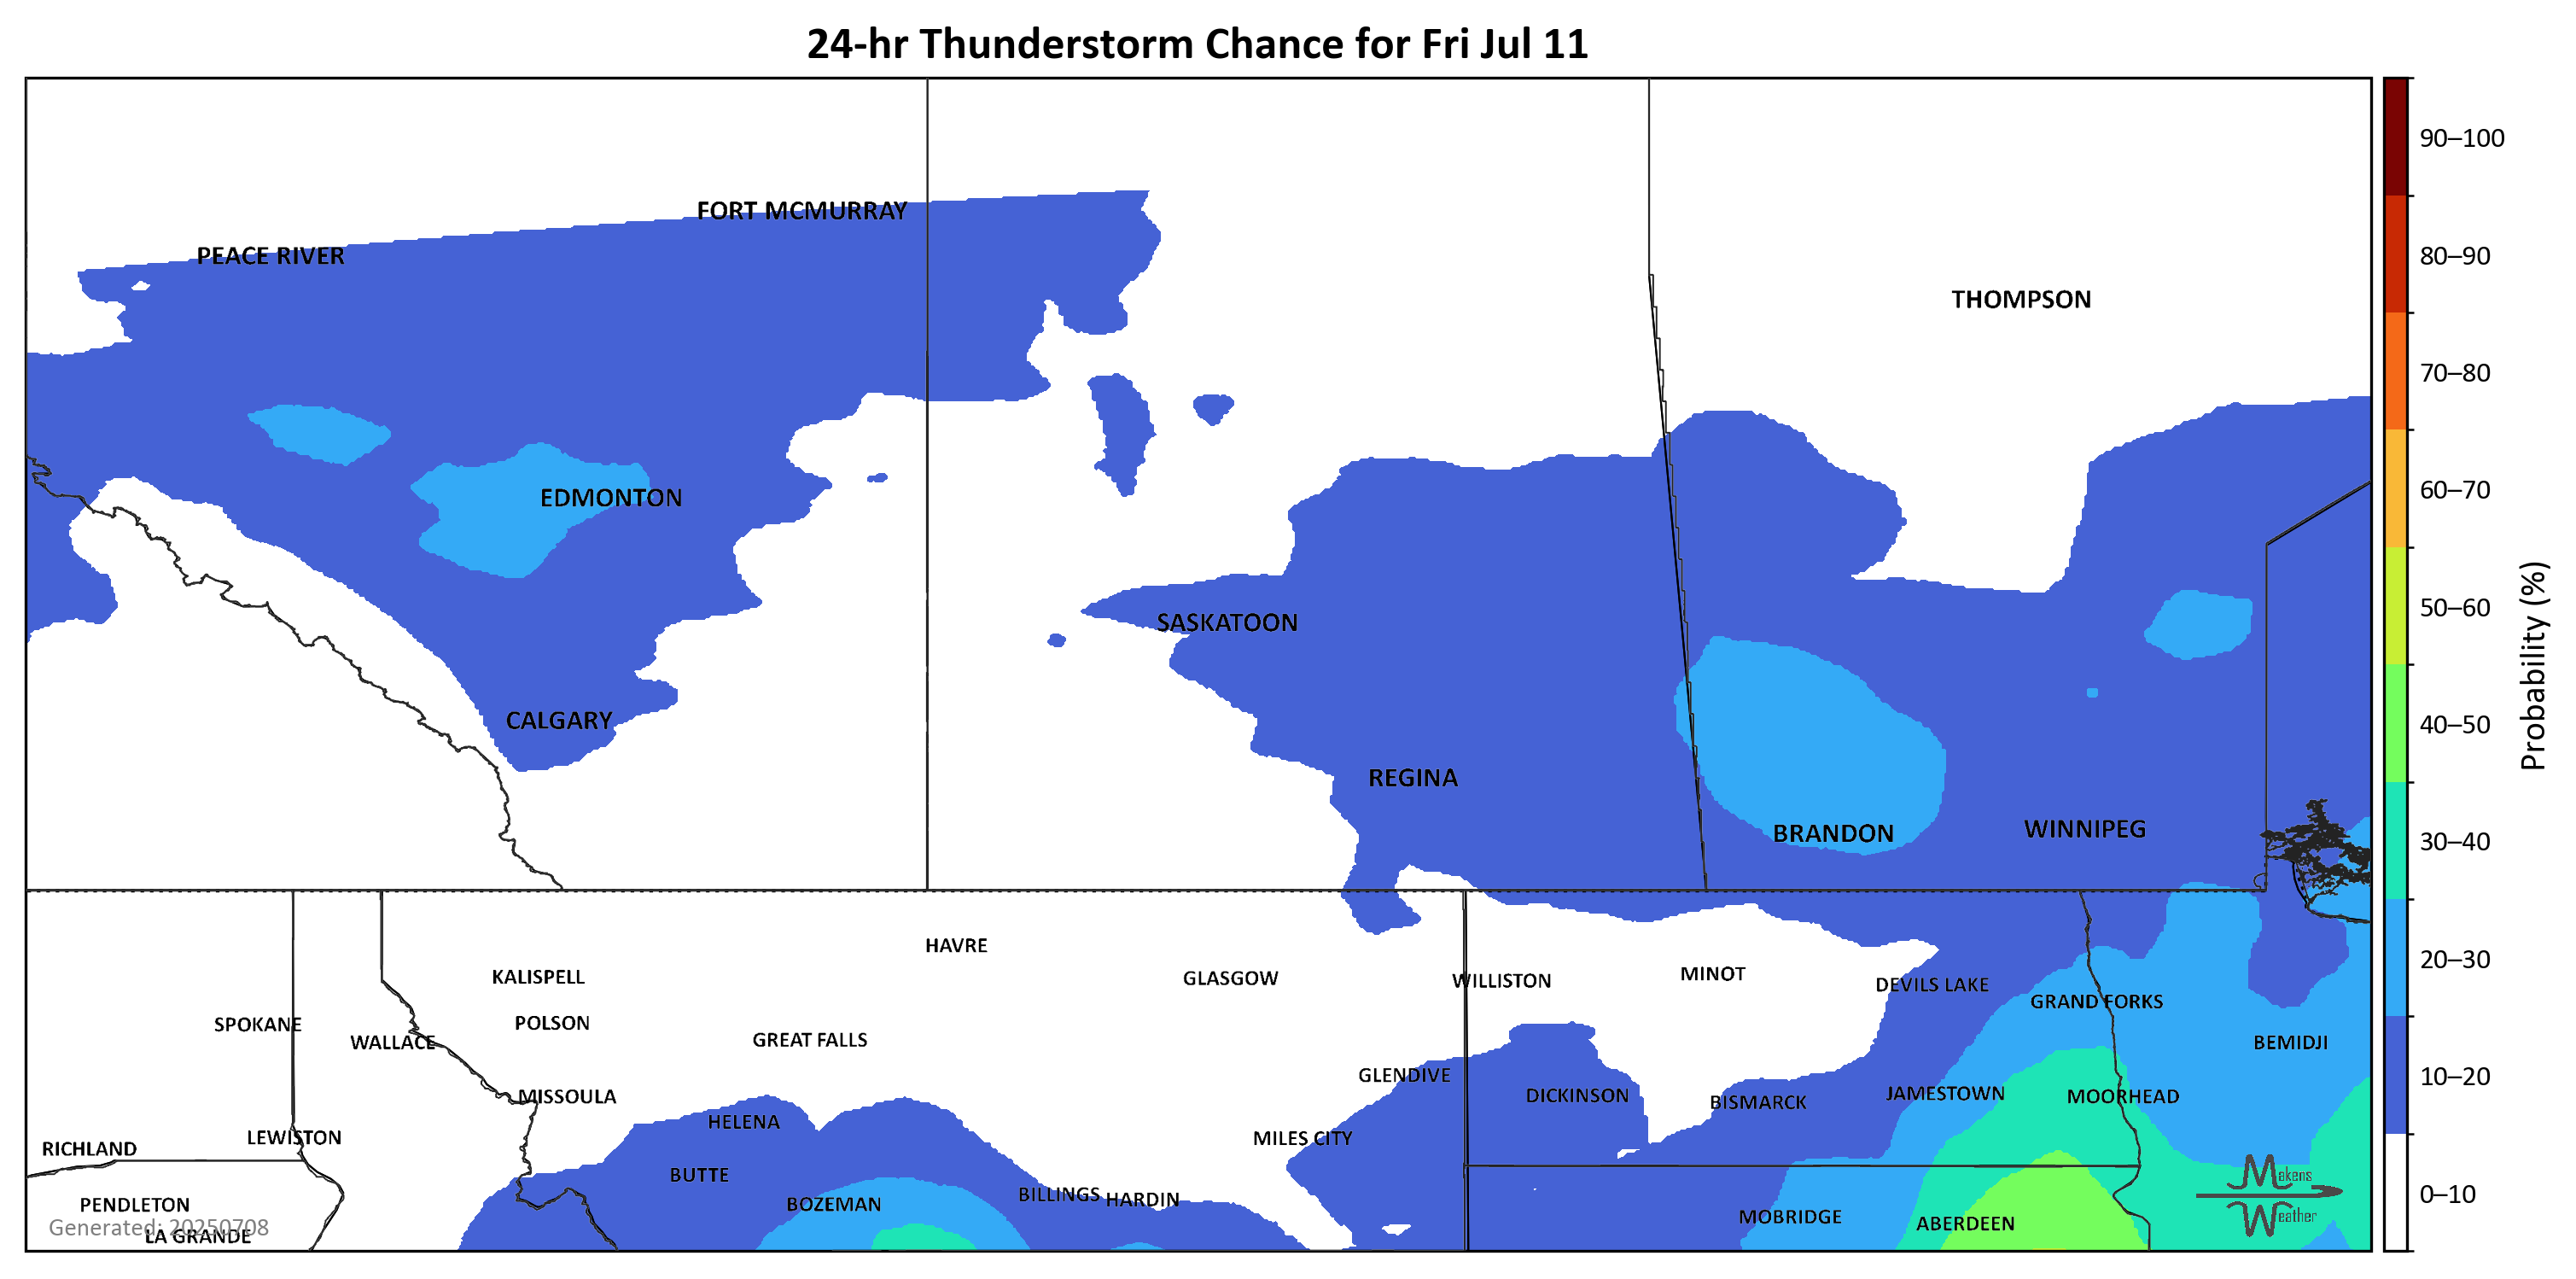 24-hr Thunderstorm Chance for Fri Jul 11
90–100
FORT MCMURRAY
PEACE RIVER
80–90
THOMPSON
70–80
EDMONTON
60–70
50–60
SASKATOON
Probability (%)
CALGARY
40–50
REGINA
WINNIPEG
BRANDON
30–40
HAVRE
20–30
KALISPELL
GLASGOW
WILLISTON
MINOT
DEVILS LAKE
GRAND FORKS
SPOKANE
POLSON
WALLACE
GREAT FALLS
BEMIDJI
GLENDIVE
10–20
MISSOULA
DICKINSON
BISMARCK
JAMESTOWN
MOORHEAD
HELENA
RICHLAND
LEWISTON
MILES CITY
BUTTE
Makens
Weather
PENDLETON
BOZEMAN
BILLINGS
HARDIN
0–10
MOBRIDGE
ABERDEEN
Generated: 20250708
LA GRANDE